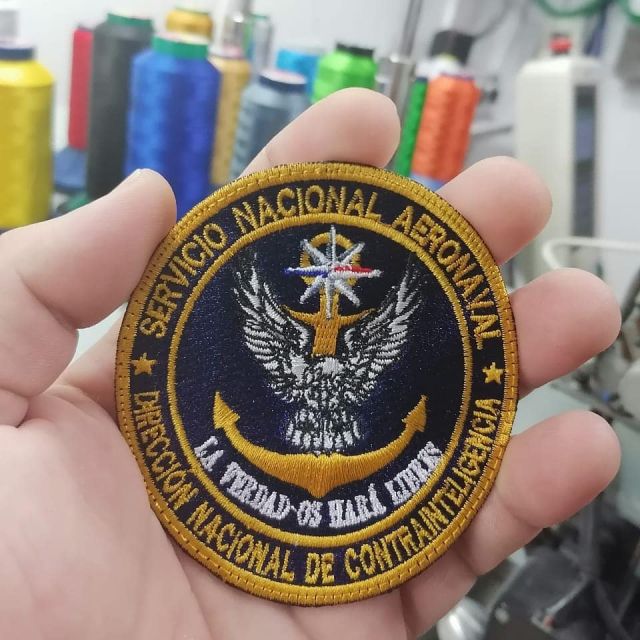 SERVICIO NACIONAL AERONAVAL
LA VERDAD OS HARÁ LIBRES
DIRECCIÓN NACIONAL DE CONTRAINTELIGENCIA